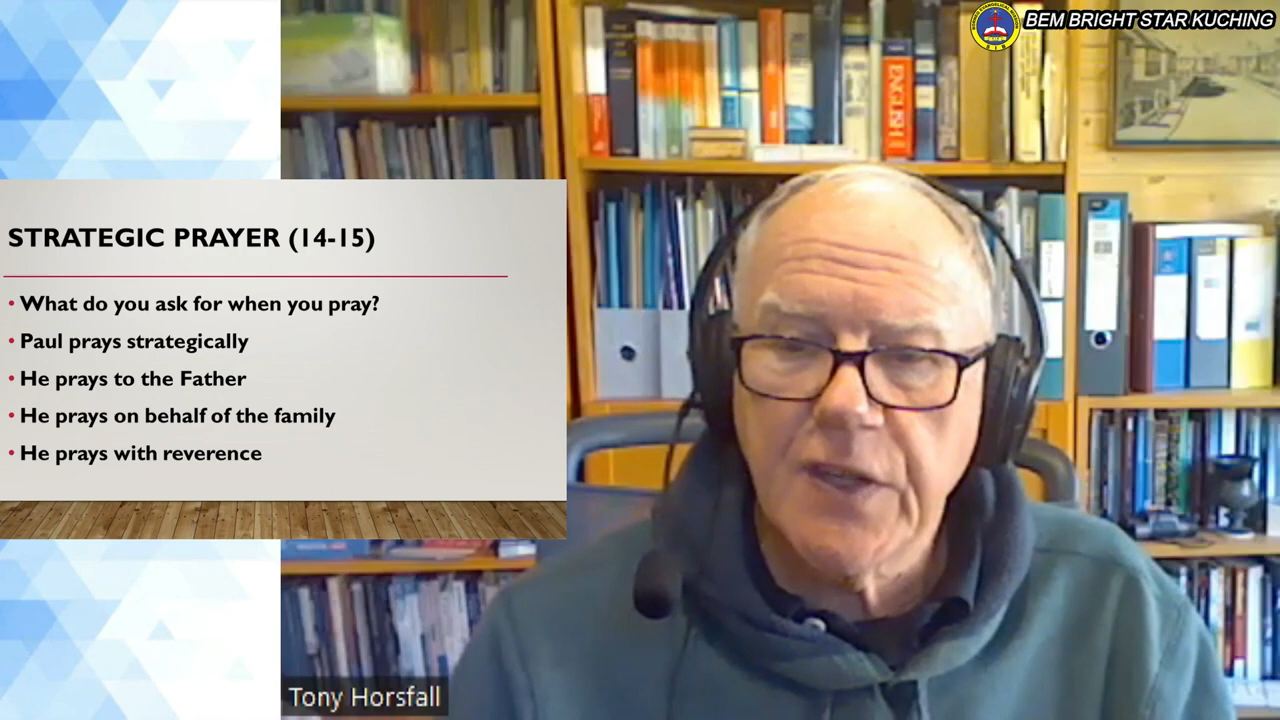 BEM BRIGHT STAR KUCHING
ENGLISH
STRATEGIC PRAYER (14-15)
• What do you ask for when you pray?
• Paul prays strategically
• He prays to the Father
• He prays on behalf of the family
• He prays with reverence
Tony Horsfall